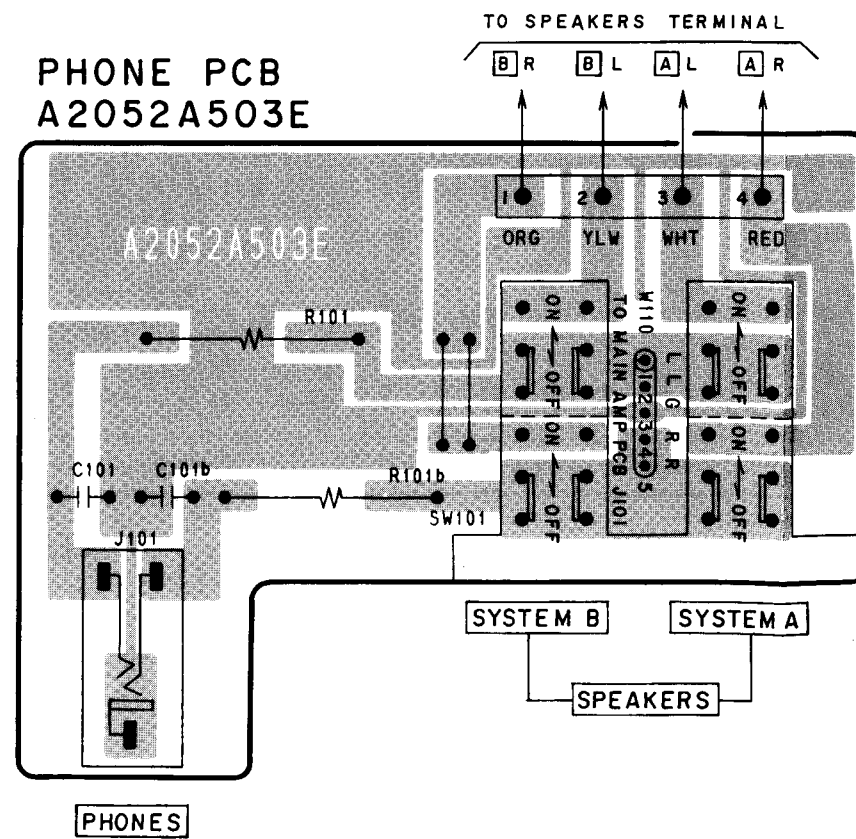 TO SPEAKERS TERMINAL
B R B L A L A R
PHONE PCB
A2052A503E
1 2 3 4
A2052A503E
ORG YLW WHT RED
R101
ON OFF
ON OFF
W110
TO MAIN AMP PCB J101
1 2 3 4 5
L L G R R
ON OFF
ON OFF
C101 C101b R101b
SW101
J101
SYSTEM B SYSTEM A
SPEAKERS
PHONES